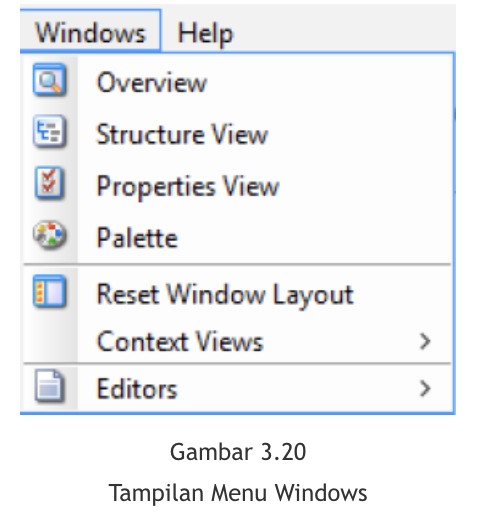 Windows Help
Overview
Structure View
Properties View
Palette
Reset Window Layout
Context Views
Editors
Gambar 3.20
Tampilan Menu Windows